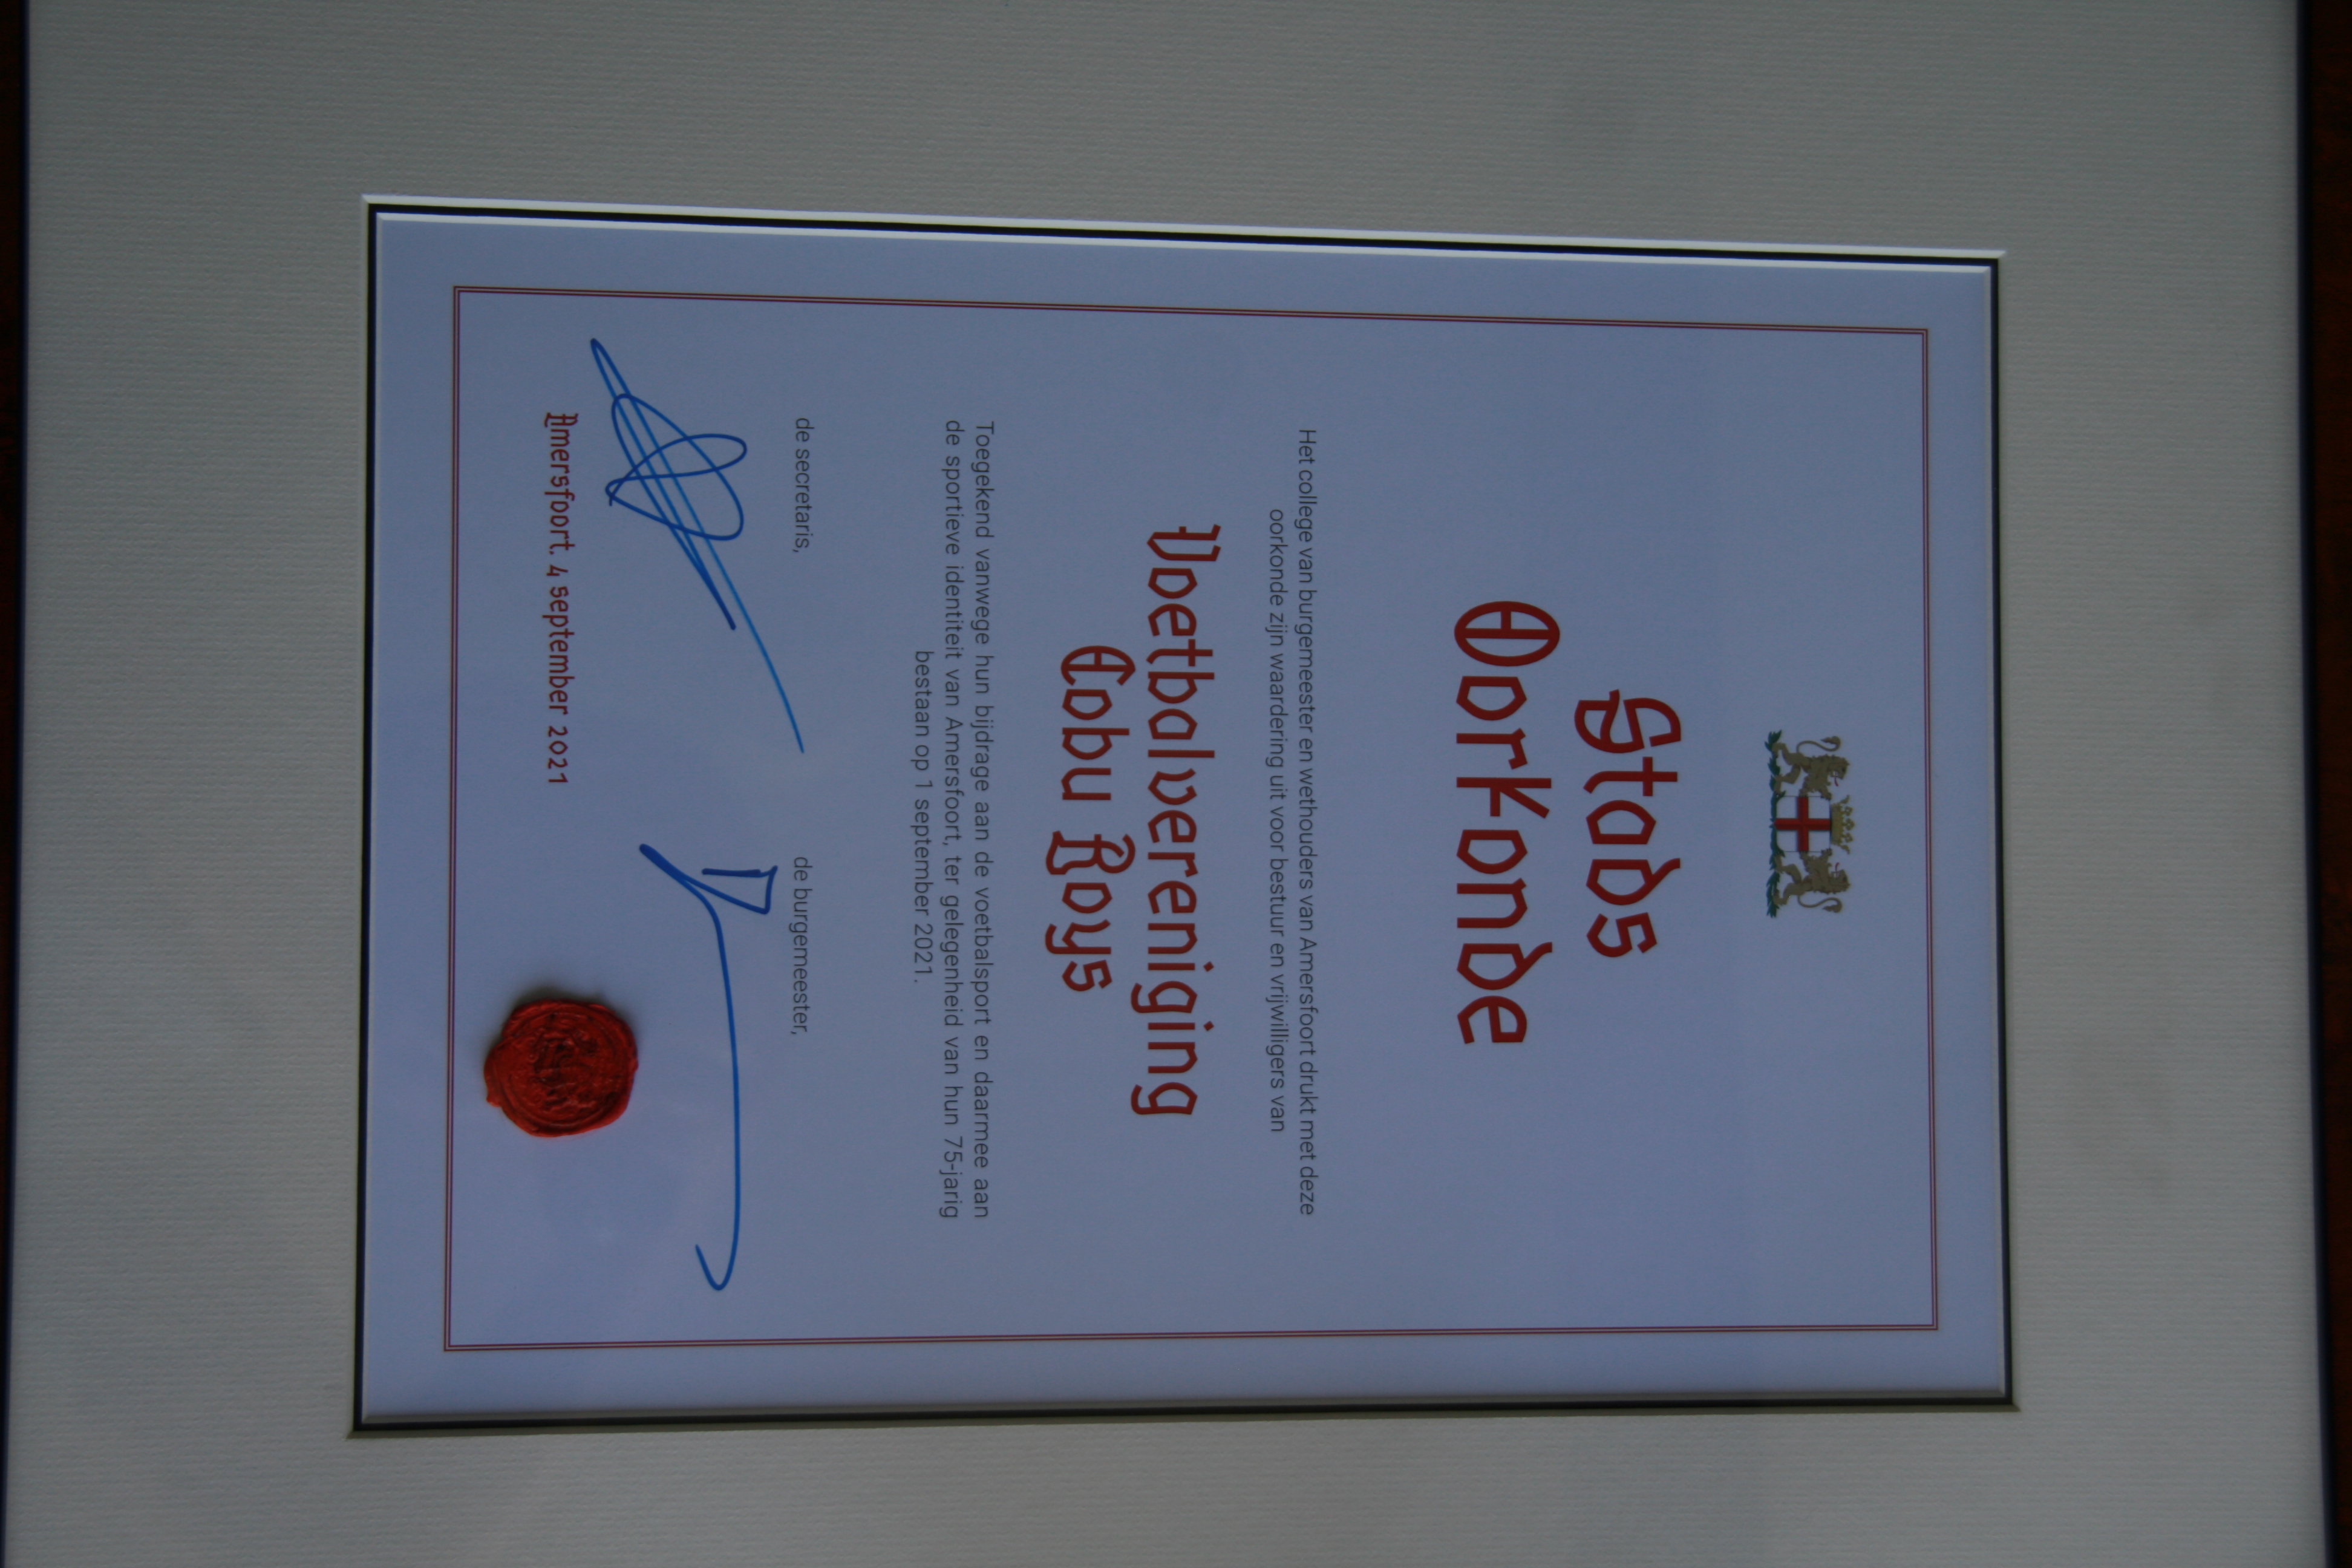 Stads
Oorkonde
Het college van burgemeester en wethouders van Amersfoort drukt met deze
oorkonde zijn waardering uit voor bestuur en vrijwilligers van
Voetbalvereniging
Cobu Boys
Toegekend vanwege hun bijdrage aan de voetbalsport en daarmee aan
de sportieve identiteit van Amersfoort, ter gelegenheid van hun 75-jarig
bestaan op 1 september 2021.
de secretaris,
de burgemeester,
Amersfoort. 4 september 2021